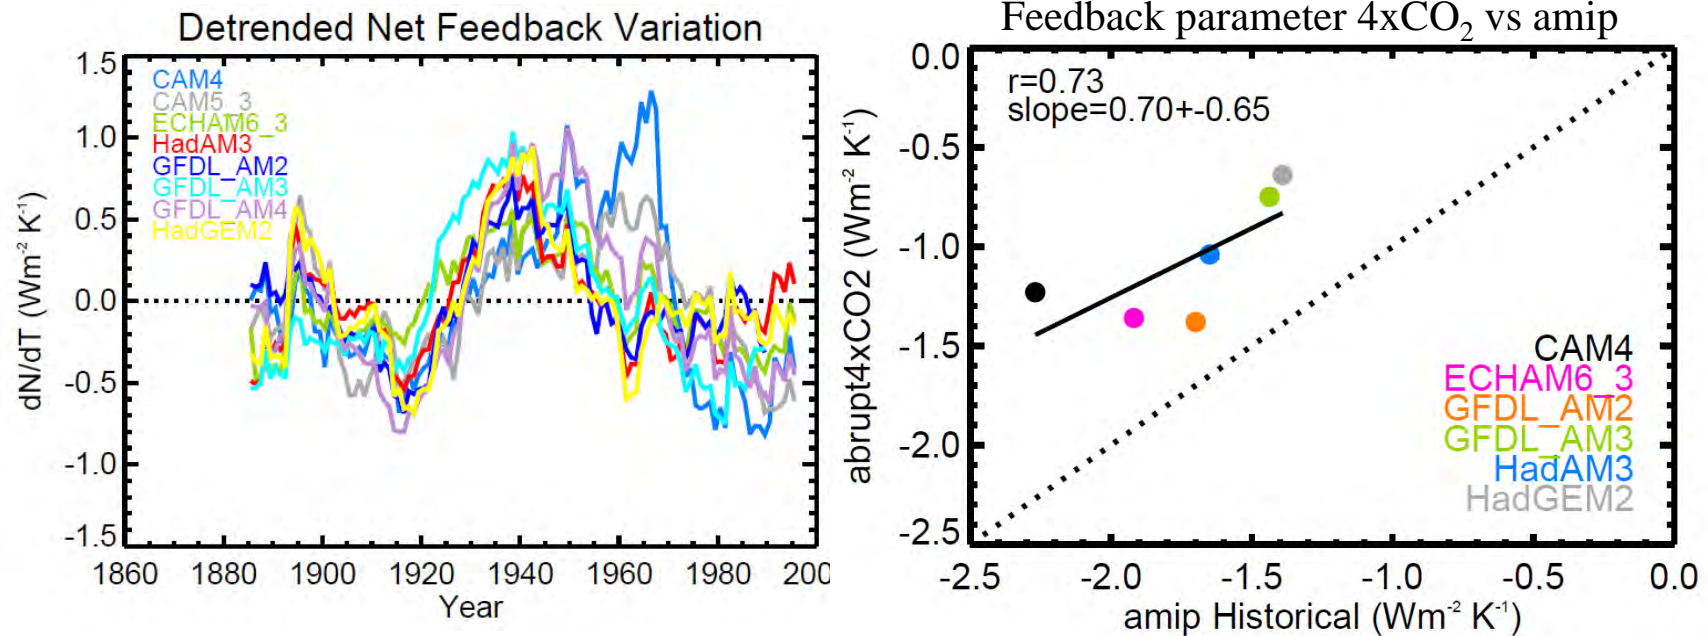 Detrended Net Feedback Variation
1.5
1.0
0.5
0.0
-0.5
-1.0
-1.5
dN/dT (Wm⁻² K⁻¹)
CAM4
CAM5_3
ECHAM6_3
HadAM3
GFDL_AM2
GFDL_AM3
GFDL_AM4
HadGEM2
1860 1880 1900 1920 1940 1960 1980 200
Year
Feedback parameter 4xCO₂ vs amip
0.0
-0.5
-1.0
-1.5
-2.0
-2.5
abrupt4xCO2 (Wm⁻² K⁻¹)
r=0.73
slope=0.70+-0.65
CAM4
ECHAM6_3
GFDL_AM2
GFDL_AM3
HadAM3
HadGEM2
-2.5 -2.0 -1.5 -1.0 -0.5 0.0
amip Historical (Wm⁻² K⁻¹)